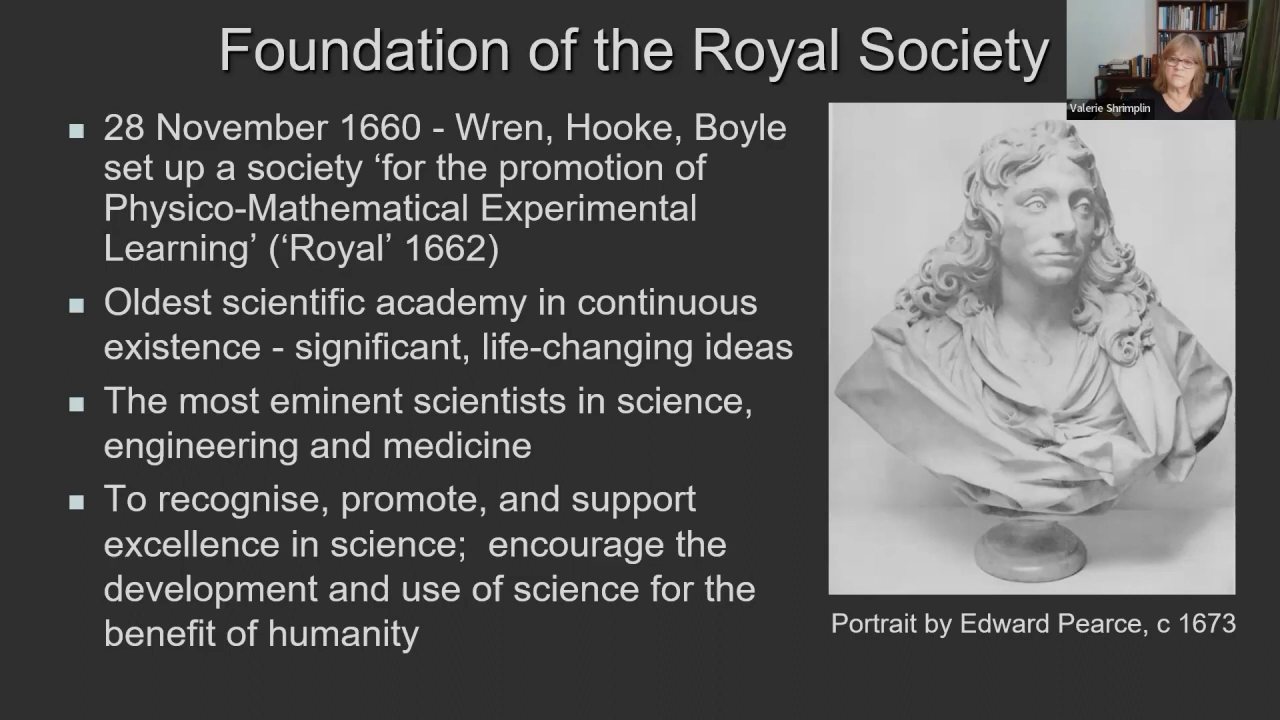 Foundation of the Royal Society
Valerie Shrimplin
■ 28 November 1660 - Wren, Hooke, Boyle
set up a society ‘for the promotion of
Physico-Mathematical Experimental
Learning’ (‘Royal’ 1662)
■ Oldest scientific academy in continuous
existence - significant, life-changing ideas
■ The most eminent scientists in science,
engineering and medicine
■ To recognise, promote, and support
excellence in science;  encourage the
development and use of science for the
benefit of humanity
Portrait by Edward Pearce, c 1673